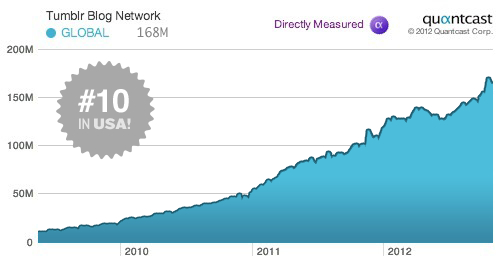 Tumblr Blog Network
GLOBAL 168M
Directly Measured
quantcast
© 2012 Quantcast Corp.
200M
150M
100M
50M
0
#10
IN USA!
2010 2011 2012